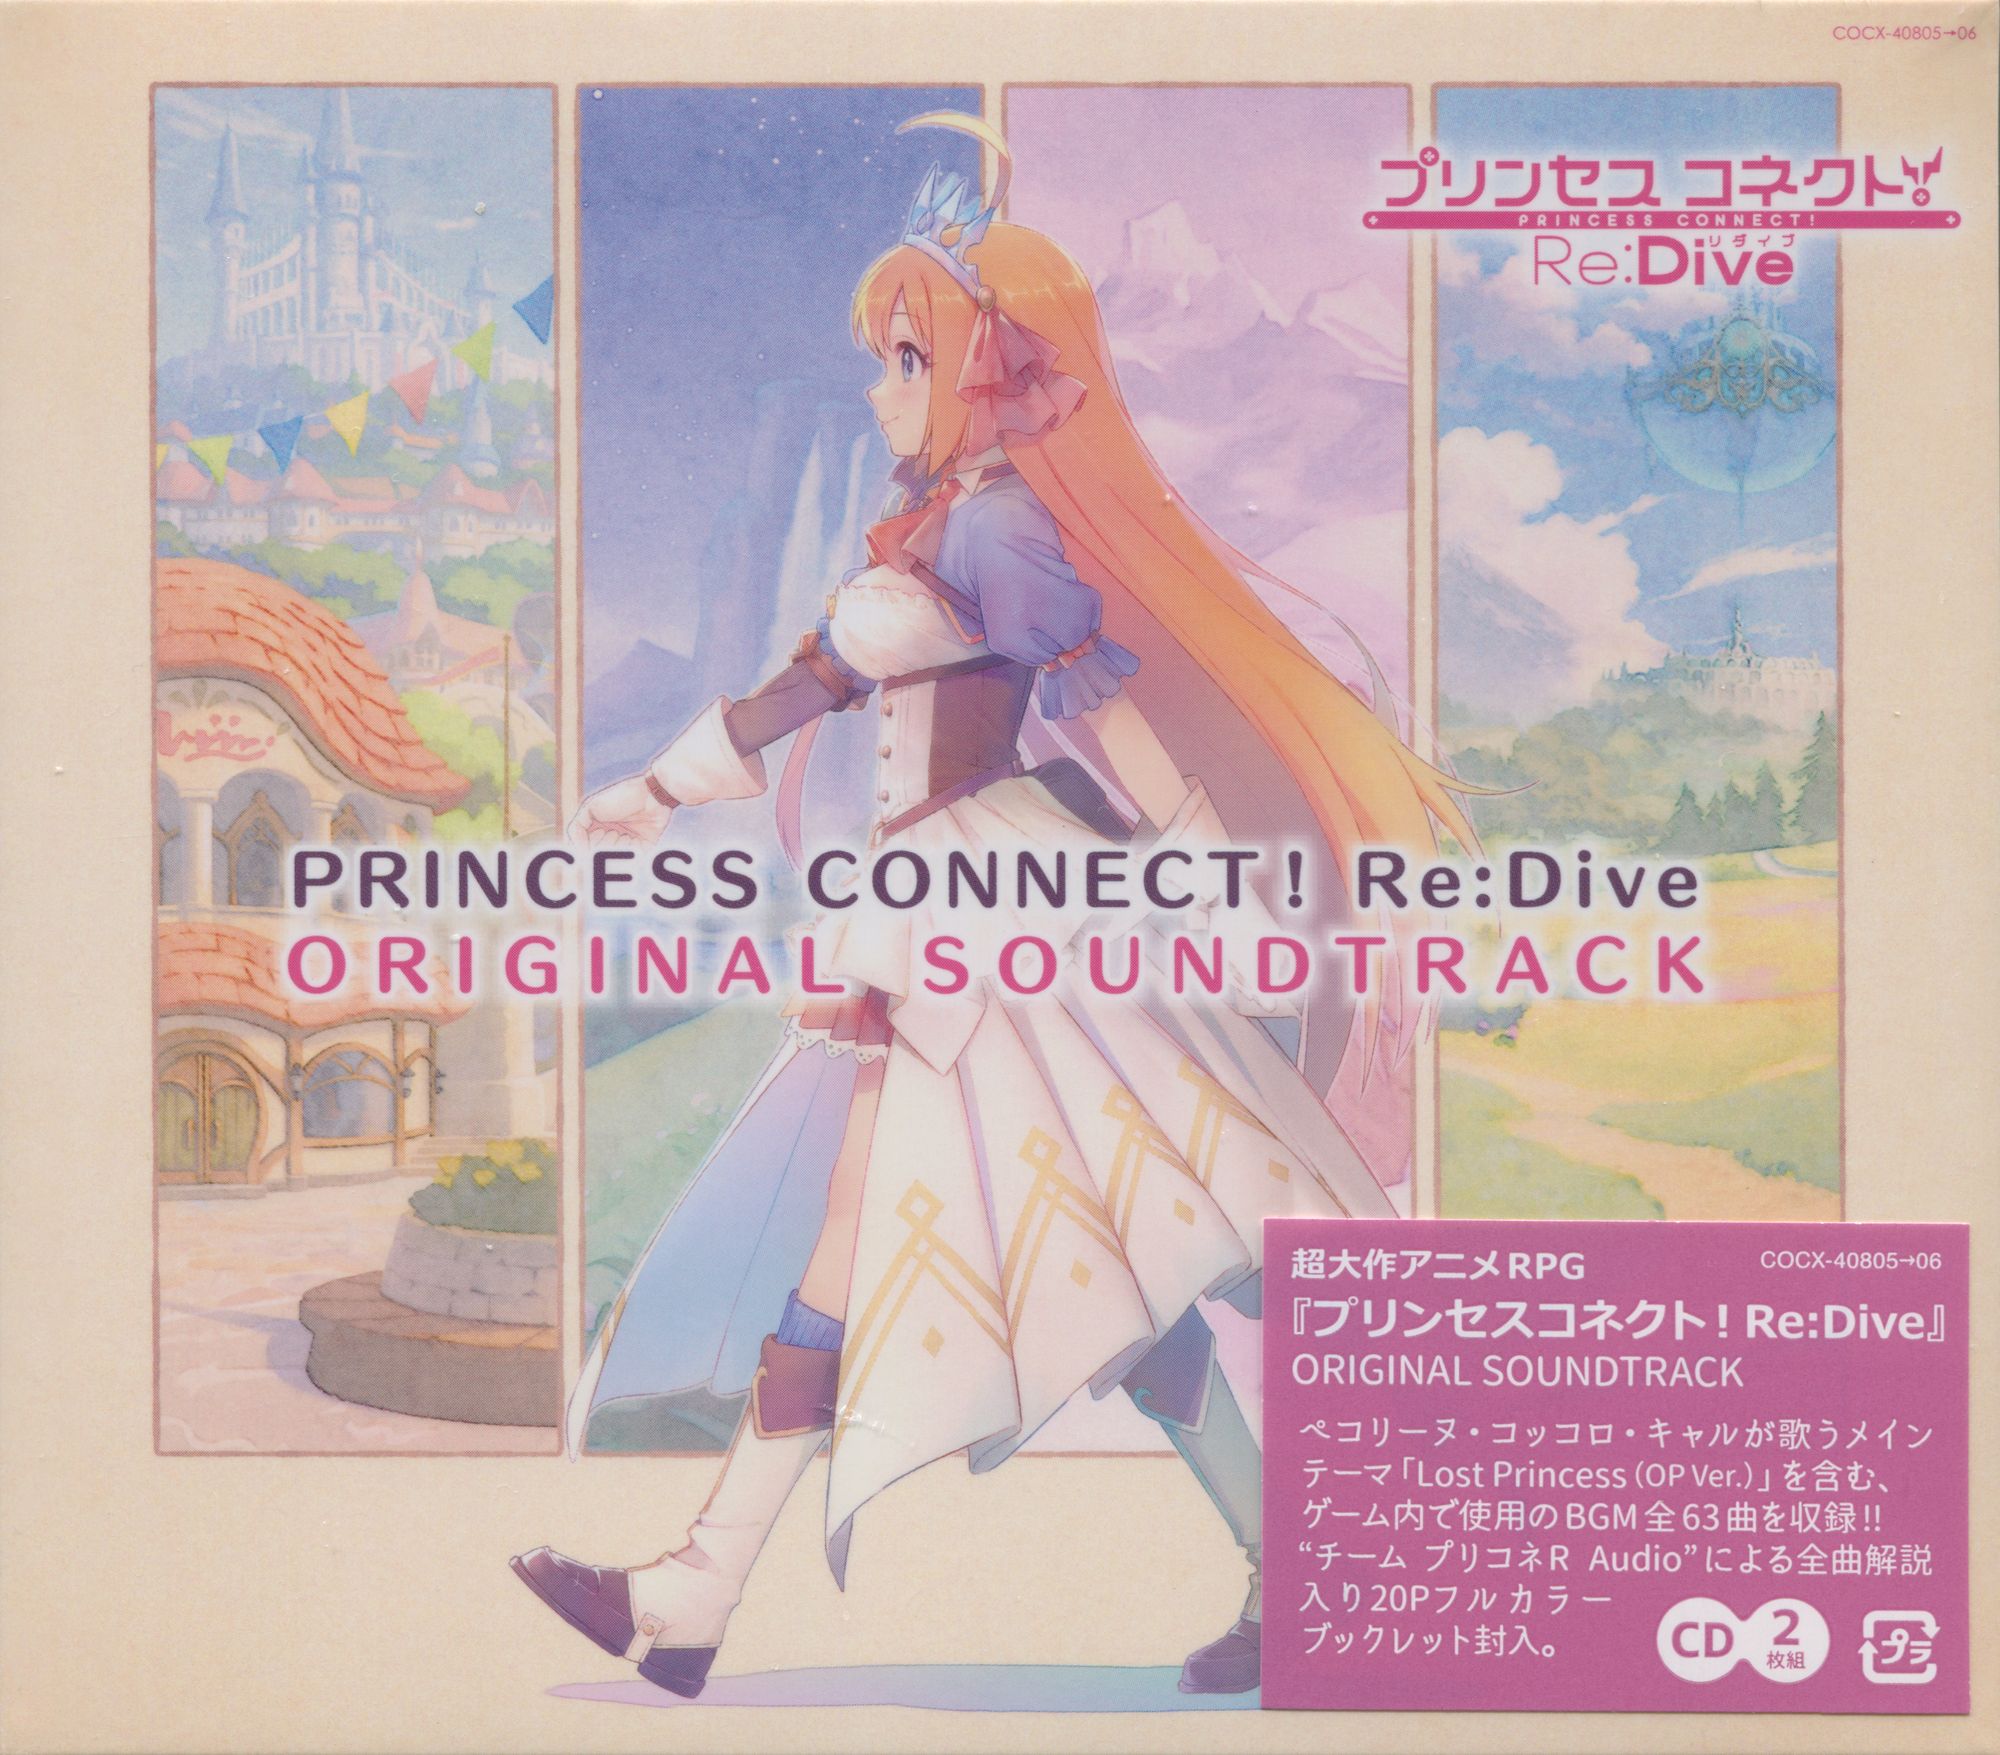 COCX-40805→06
プリンセス コネクト!
PRINCESS CONNECT!
リダイブ
Re:Dive
PRINCESS CONNECT! Re:Dive
ORIGINAL SOUNDTRACK
超大作アニメRPG
COCX-40805→06
『プリンセスコネクト! Re:Dive』
ORIGINAL SOUNDTRACK
ペコリーヌ・コッコロ・キャルが歌うメイン
テーマ「Lost Princess（OP Ver.）」を含む、
ゲーム内で使用のBGM全63曲を収録!!
“チーム プリコネR Audio”による全曲解説
入り20Pフルカラー
ブックレット封入。
CD 2枚組
プラ